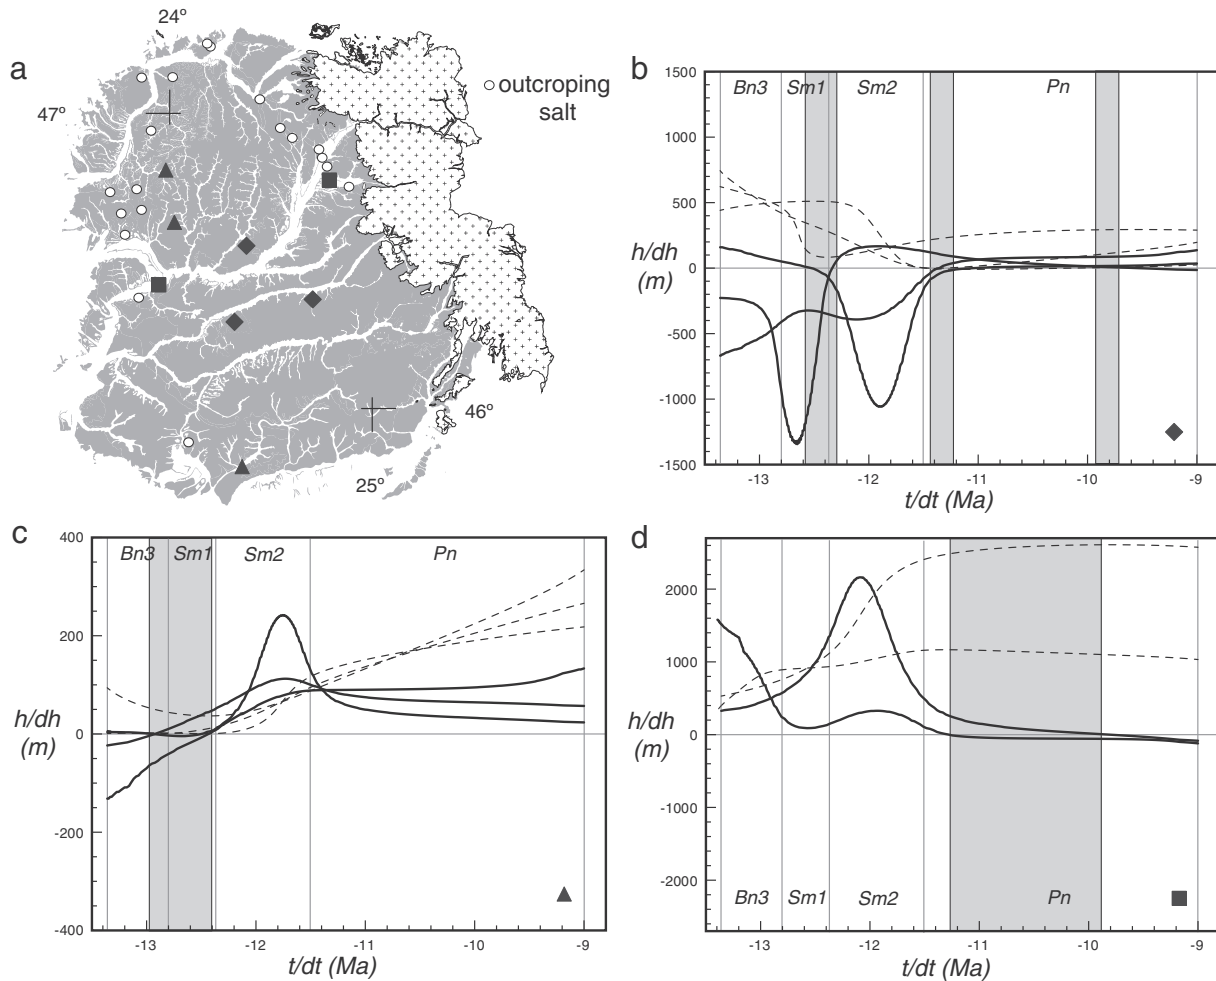 a
24º
47º
46º
25º
outcroping
salt
b
1500
1000
500
0
-500
-1000
-1500
h/dh
(m)
Bn3 Sm1 Sm2 Pn
-13 -12 -11 -10 -9
t/dt (Ma)
c
400
200
0
-200
-400
h/dh
(m)
Bn3 Sm1 Sm2 Pn
-13 -12 -11 -10 -9
t/dt (Ma)
d
2000
1000
0
-1000
-2000
h/dh
(m)
Bn3 Sm1 Sm2 Pn
-13 -12 -11 -10 -9
t/dt (Ma)